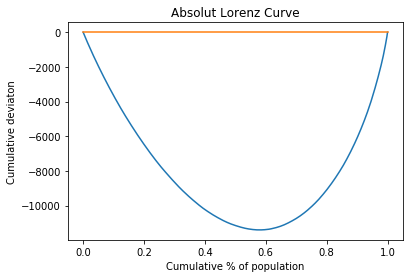 Absolut Lorenz Curve
0
−2000
−4000
−6000
−8000
−10000
Cumulative deviaton
0.0 0.2 0.4 0.6 0.8 1.0
Cumulative % of population